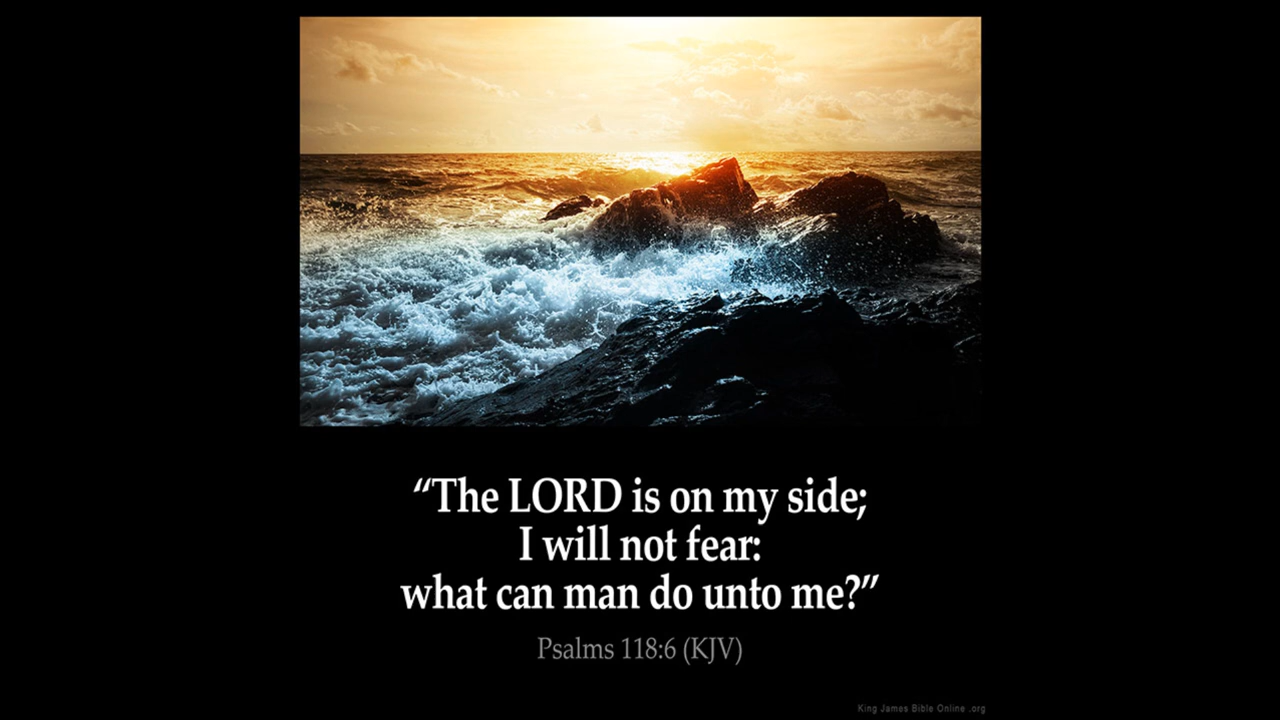 “The LORD is on my side;
I will not fear:
what can man do unto me?”
Psalms 118:6 (KJV)
King James Bible Online .org